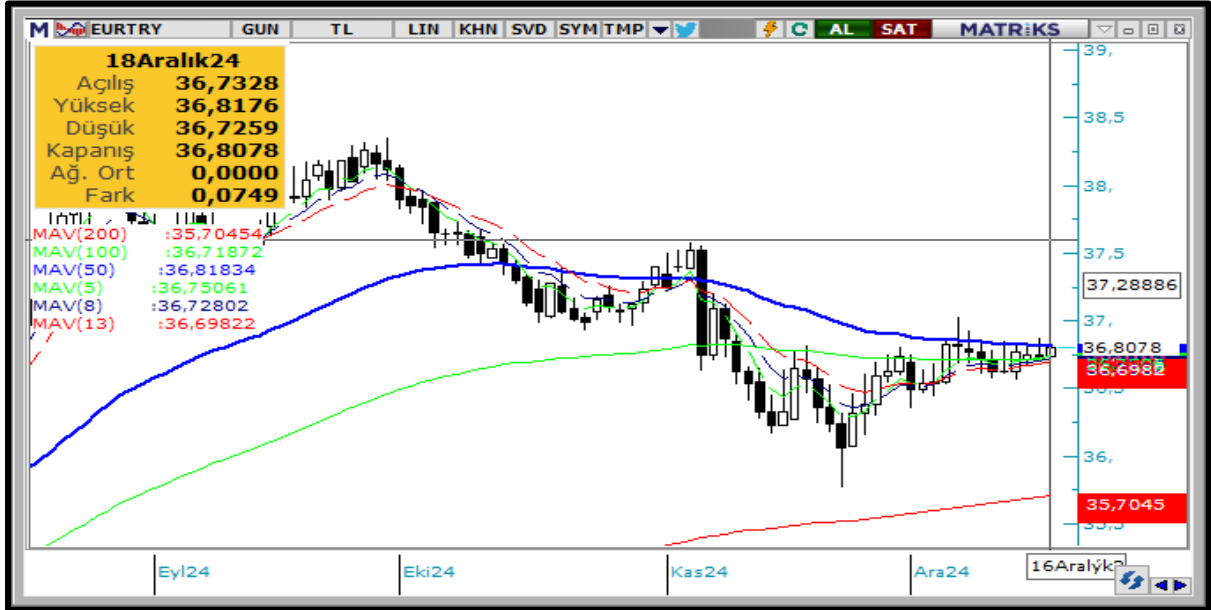 M EURTRY GUN TL LIN KHN SVD SYM TMP AL SAT MATRiKS
18Aralık24
Açılış 36,7328
Yüksek 36,8176
Düşük 36,7259
Kapanış 36,8078
Ağ. Ort 0,0000
Fark 0,0749
MAV(200) :35,70454
MAV(100) :36,71872
MAV(50) :36,81834
MAV(5) :36,75061
MAV(8) :36,72802
MAV(13) :36,69822
39,
38,5
38,
37,5
37,28886
37,
36,8078
36,6982
36,
35,7045
Eyl24
Eki24
Kas24
Ara24